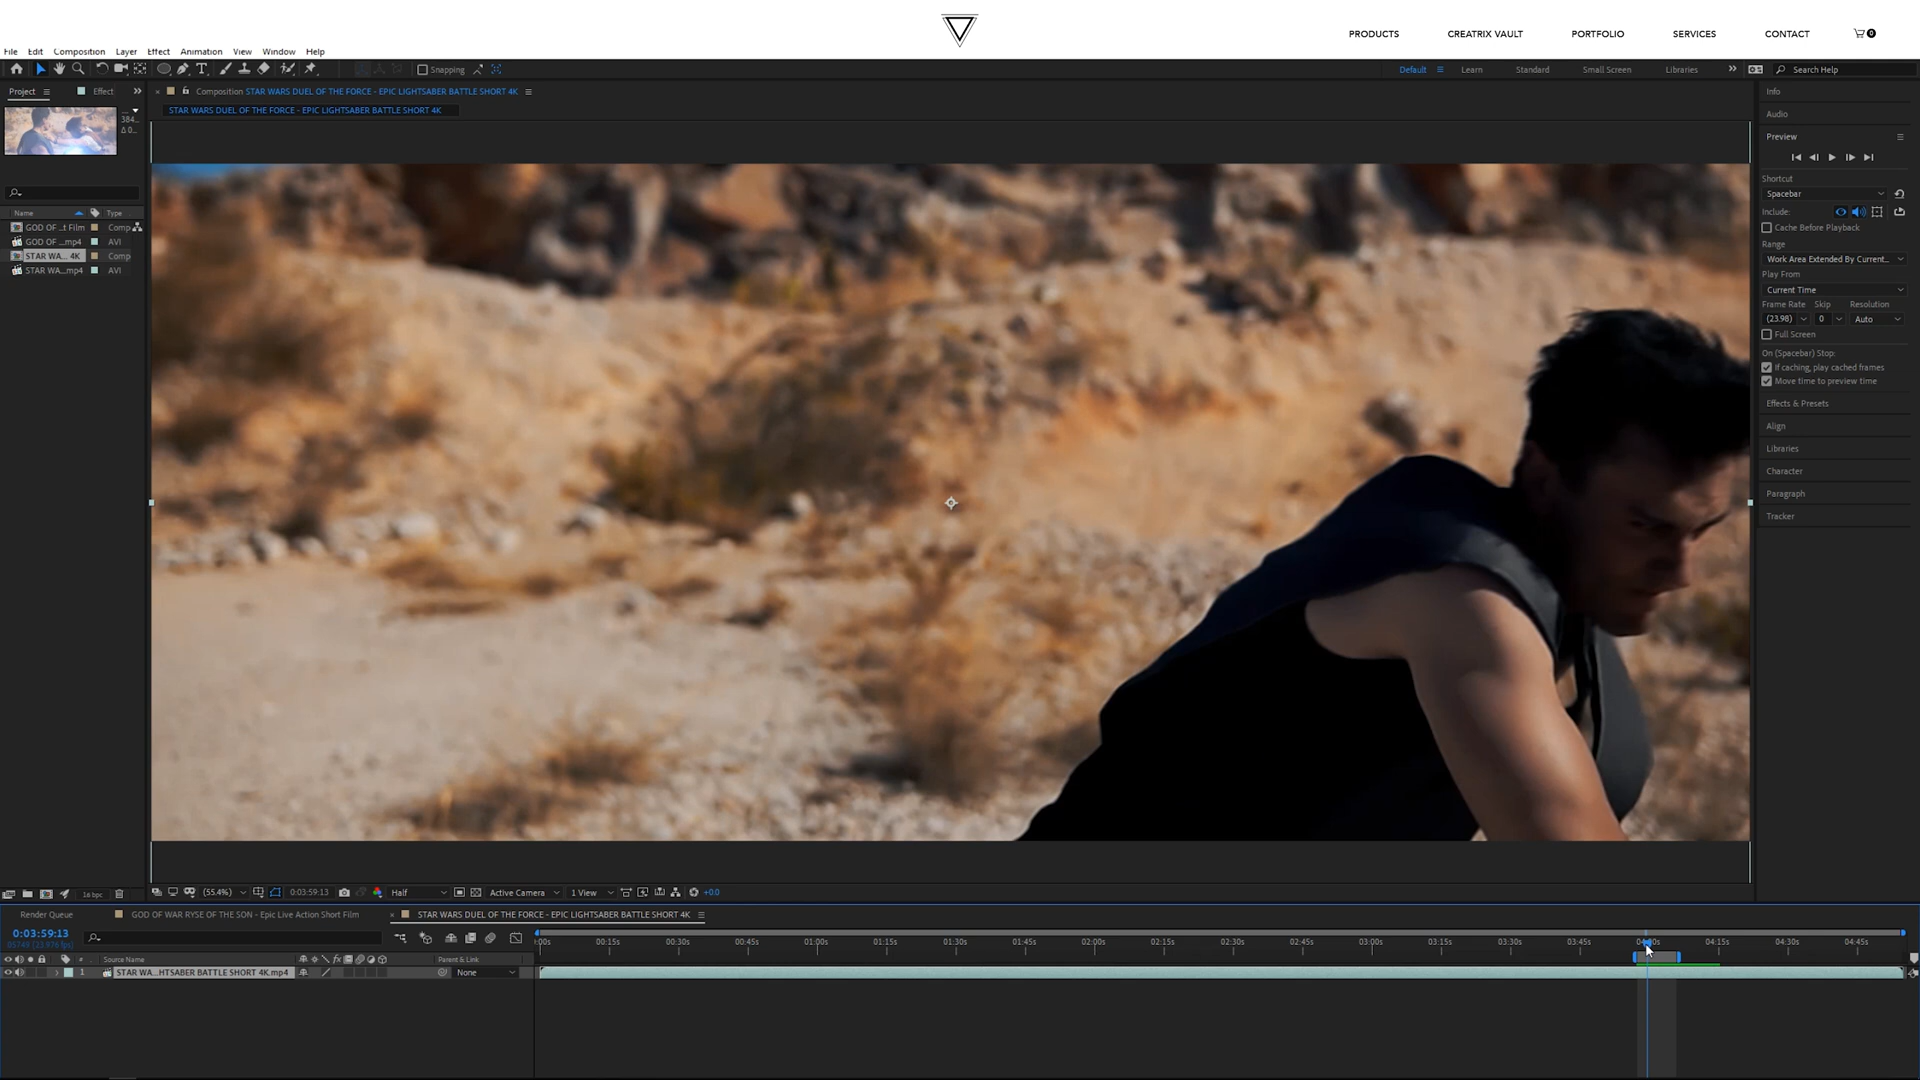 PRODUCTS CREATRIX VAULT PORTFOLIO SERVICES CONTACT 0
File Edit Composition Layer Effect Animation View Window Help
Snapping Default Learn Standard Small Screen Libraries Search Help
Project Effect
Composition STAR WARS DUEL OF THE FORCE - EPIC LIGHTSABER BATTLE SHORT 4K
STAR WARS DUEL OF THE FORCE - EPIC LIGHTSABER BATTLE SHORT 4K
384...
Δ 0...
Name Type
GOD OF ...t Film Comp
GOD OF ...mp4 AVI
STAR WA... 4K Comp
STAR WA...mp4 AVI
Info
Audio
Preview
Shortcut
Spacebar
Include:
Cache Before Playback
Range
Work Area Extended By Current...
Play From
Current Time
Frame Rate Skip Resolution
(23.98) 0 Auto
Full Screen
On (Spacebar) Stop:
If caching, play cached frames
Move time to preview time
Effects & Presets
Align
Libraries
Character
Paragraph
Tracker
16 bpc (55.4%) 0:03:59:13 Half Active Camera 1 View +0.0
Render Queue GOD OF WAR RYSE OF THE SON - Epic Live Action Short Film STAR WARS DUEL OF THE FORCE - EPIC LIGHTSABER BATTLE SHORT 4K
0:03:59:13
:00s 00:15s 00:30s 00:45s 01:00s 01:15s 01:30s 01:45s 02:00s 02:15s 02:30s 02:45s 03:00s 03:15s 03:30s 03:45s 04:15s 04:30s 04:45s
# Source Name Parent & Link
1 STAR WA...HTSABER BATTLE SHORT 4K.mp4 None